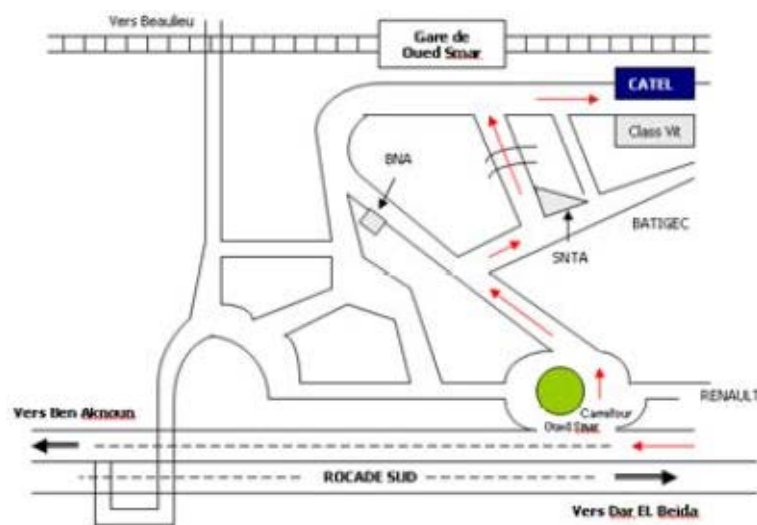 Vers Beaulieu
Gare de
Oued Smar
CATEL
Class Vit
BNA
BATIGEC
SNTA
RENAULT
Vers Ben Aknoun
Carrefour
Oued Smar
ROCADE SUD
Vers Dar EL Beida